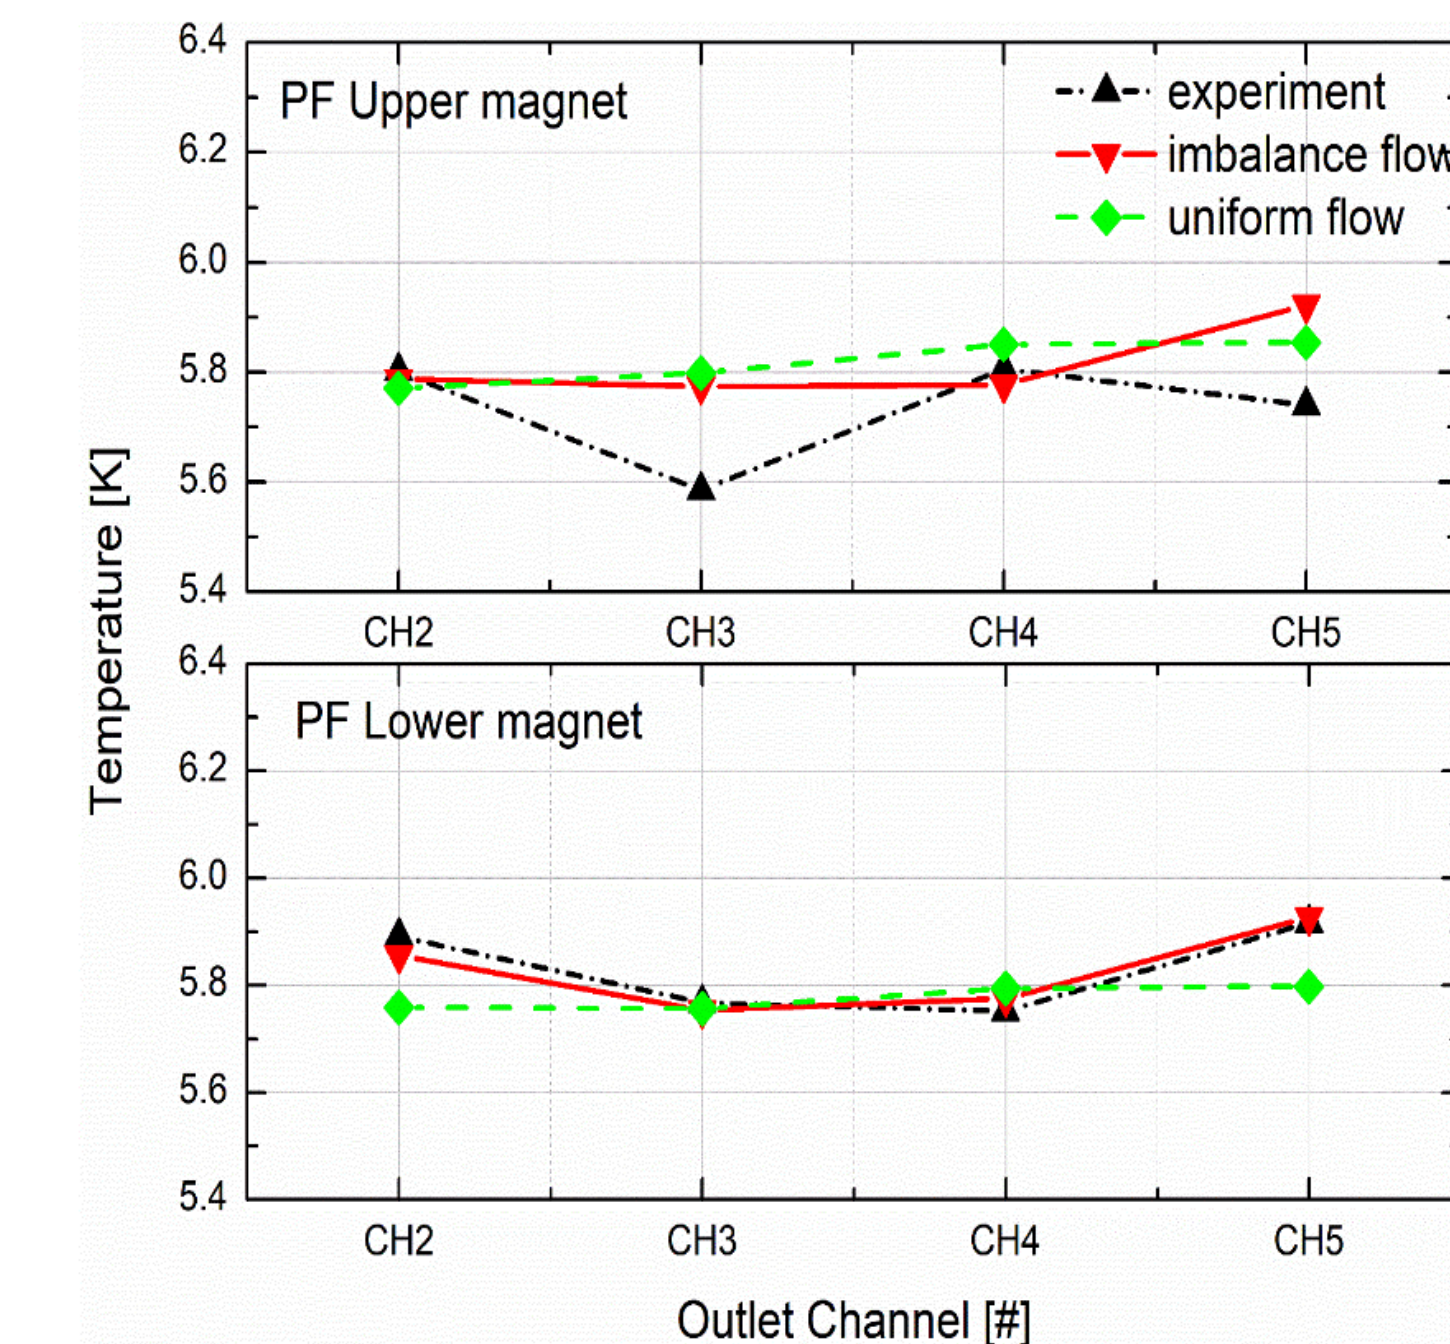 6.4
PF Upper magnet
experiment
imbalance flow
uniform flow
6.2
6.0
5.8
5.6
5.4
CH2 CH3 CH4 CH5
Temperature [K]
6.4
PF Lower magnet
6.2
6.0
5.8
5.6
5.4
CH2 CH3 CH4 CH5
Outlet Channel [#]